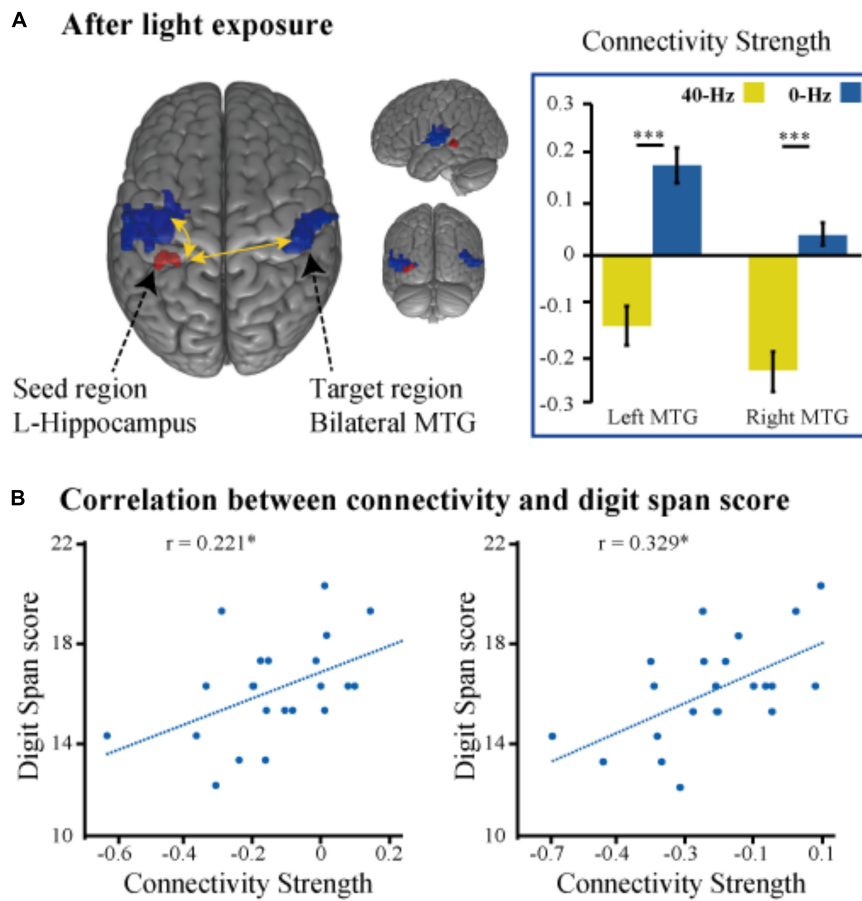 A
After light exposure
Connectivity Strength
40-Hz 0-Hz
0.3
0.2
0.1
0
-0.1
-0.2
-0.3
*** ***
Left MTG Right MTG
Seed region
L-Hippocampus
Target region
Bilateral MTG
B
Correlation between connectivity and digit span score
r = 0.221*
22
18
14
10
Digit Span score
-0.6 -0.4 -0.2 0 0.2
Connectivity Strength
r = 0.329*
22
18
14
10
Digit Span score
-0.7 -0.4 -0.3 -0.1 0.1
Connectivity Strength